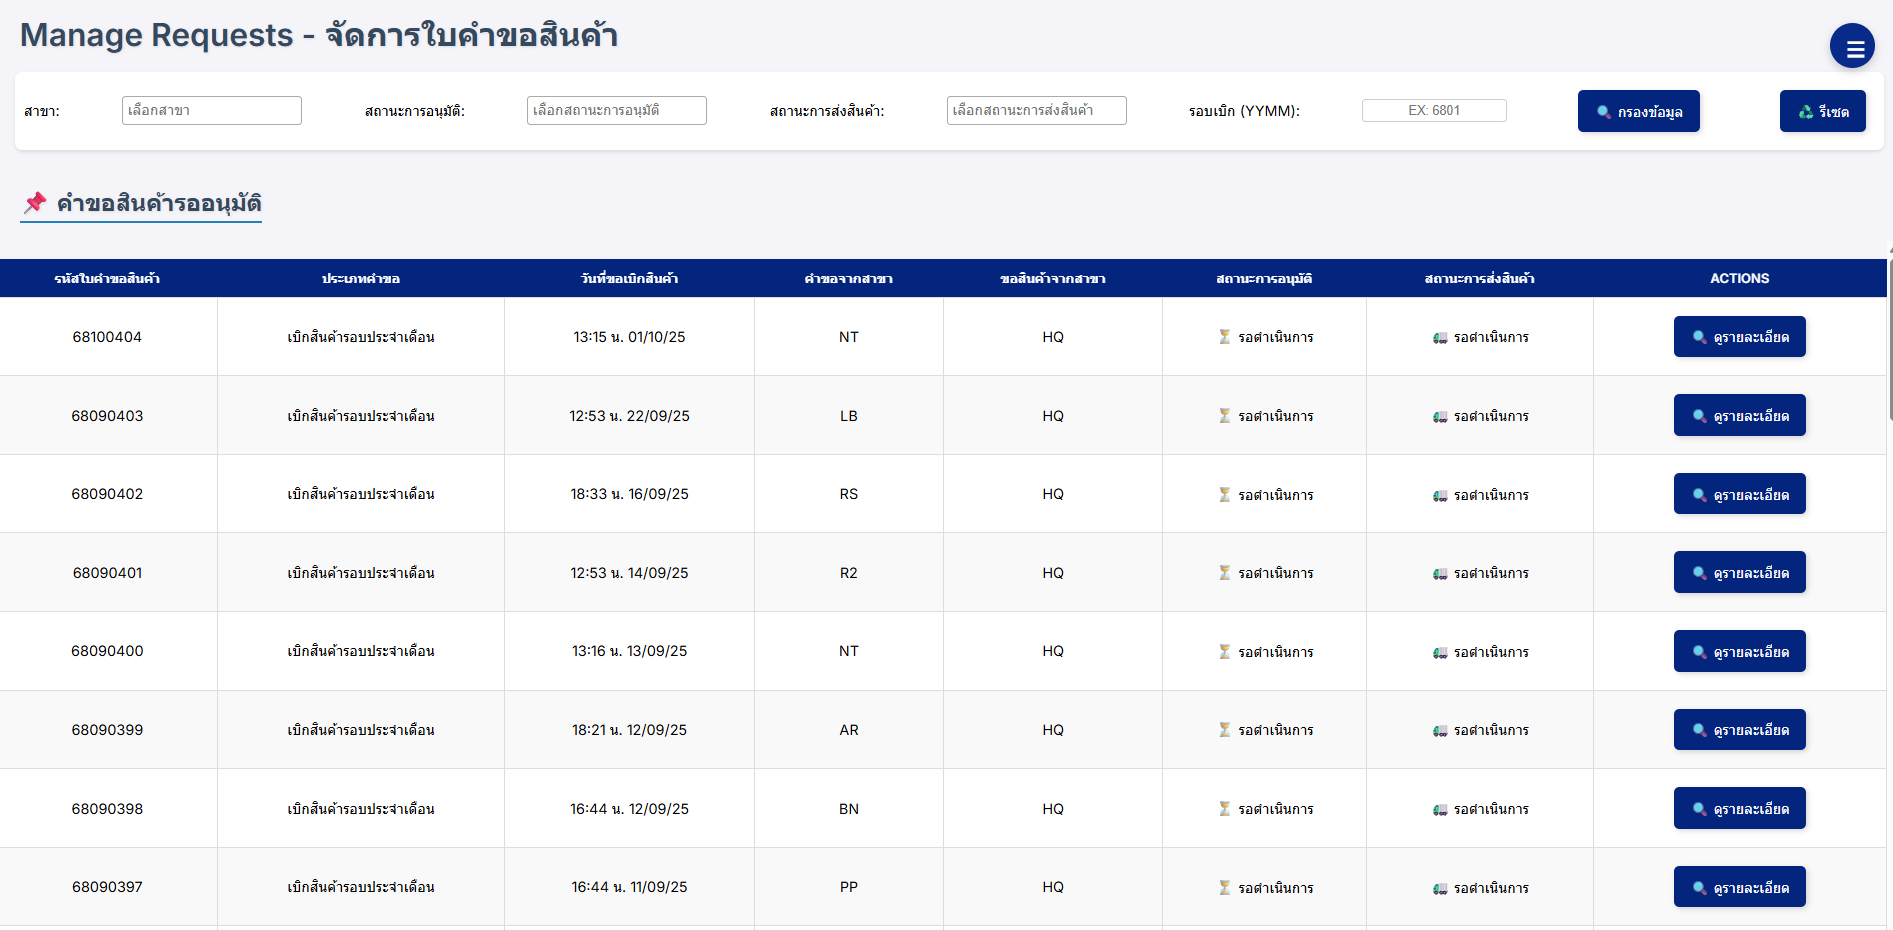 Manage Requests - จัดการใบคำขอสินค้า
สาขา: เลือกสาขา สถานะการอนุมัติ: เลือกสถานะการอนุมัติ สถานะการส่งสินค้า: เลือกสถานะการส่งสินค้า รอบเบิก (YYMM): EX: 6801 กรองข้อมูล รีเซต
คำขอสินค้ารออนุมัติ
รหัสใบคำขอสินค้า ประเภทคำขอ วันที่ขอเบิกสินค้า คำขอจากสาขา ขอสินค้าจากสาขา สถานะการอนุมัติ สถานะการส่งสินค้า ACTIONS
68100404 เบิกสินค้ารอบประจำเดือน 13:15 น. 01/10/25 NT HQ รอดำเนินการ รอดำเนินการ ดูรายละเอียด
68090403 เบิกสินค้ารอบประจำเดือน 12:53 น. 22/09/25 LB HQ รอดำเนินการ รอดำเนินการ ดูรายละเอียด
68090402 เบิกสินค้ารอบประจำเดือน 18:33 น. 16/09/25 RS HQ รอดำเนินการ รอดำเนินการ ดูรายละเอียด
68090401 เบิกสินค้ารอบประจำเดือน 12:53 น. 14/09/25 R2 HQ รอดำเนินการ รอดำเนินการ ดูรายละเอียด
68090400 เบิกสินค้ารอบประจำเดือน 13:16 น. 13/09/25 NT HQ รอดำเนินการ รอดำเนินการ ดูรายละเอียด
68090399 เบิกสินค้ารอบประจำเดือน 18:21 น. 12/09/25 AR HQ รอดำเนินการ รอดำเนินการ ดูรายละเอียด
68090398 เบิกสินค้ารอบประจำเดือน 16:44 น. 12/09/25 BN HQ รอดำเนินการ รอดำเนินการ ดูรายละเอียด
68090397 เบิกสินค้ารอบประจำเดือน 16:44 น. 11/09/25 PP HQ รอดำเนินการ รอดำเนินการ ดูรายละเอียด